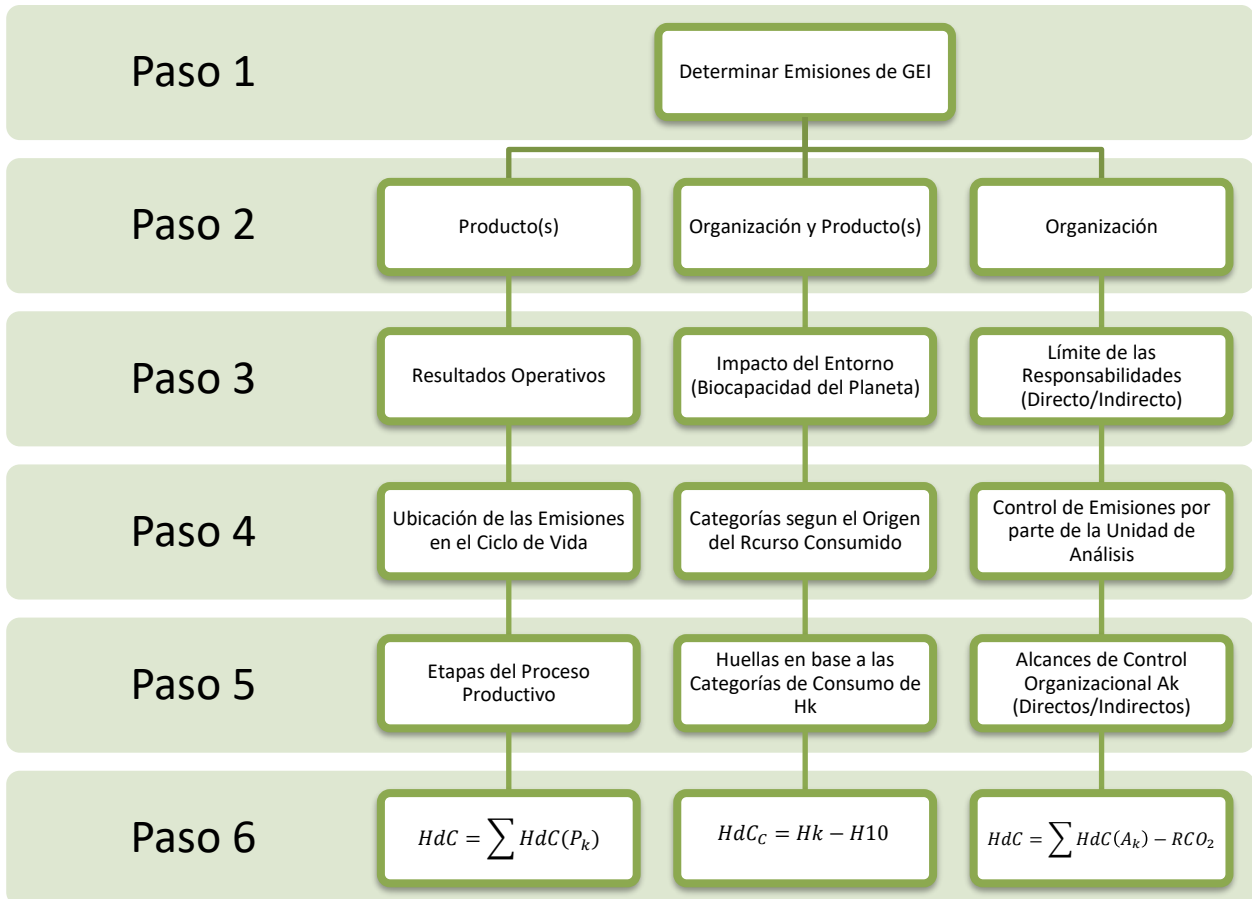 Paso 1
Determinar Emisiones de GEI
Paso 2
Producto(s)
Organización y Producto(s)
Organización
Paso 3
Resultados Operativos
Impacto del Entorno
(Biocapacidad del Planeta)
Límite de las
Responsabilidades
(Directo/Indirecto)
Paso 4
Ubicación de las Emisiones
en el Ciclo de Vida
Categorías segun el Origen
del Rcurso Consumido
Control de Emisiones por
parte de la Unidad de
Análisis
Paso 5
Etapas del Proceso
Productivo
Huellas en base a las
Categorías de Consumo de
Hk
Alcances de Control
Organizacional Ak
(Directos/Indirectos)
Paso 6
HdC = ∑ HdC(Pₖ)
HdC_C = Hk − H10
HdC = ∑ HdC(Aₖ) − RCO₂